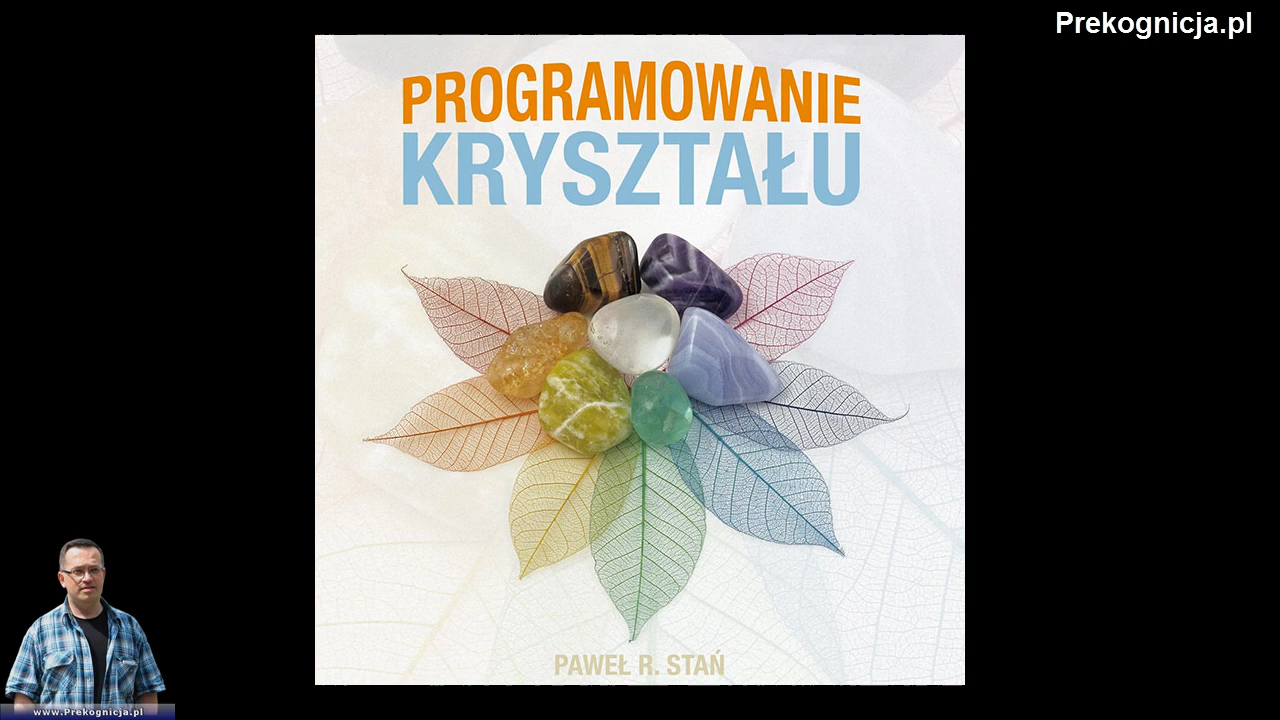 Prekognicja.pl
PROGRAMOWANIE
KRYSZTAŁU
PAWEŁ R. STAŃ
www.Prekognicja.pl